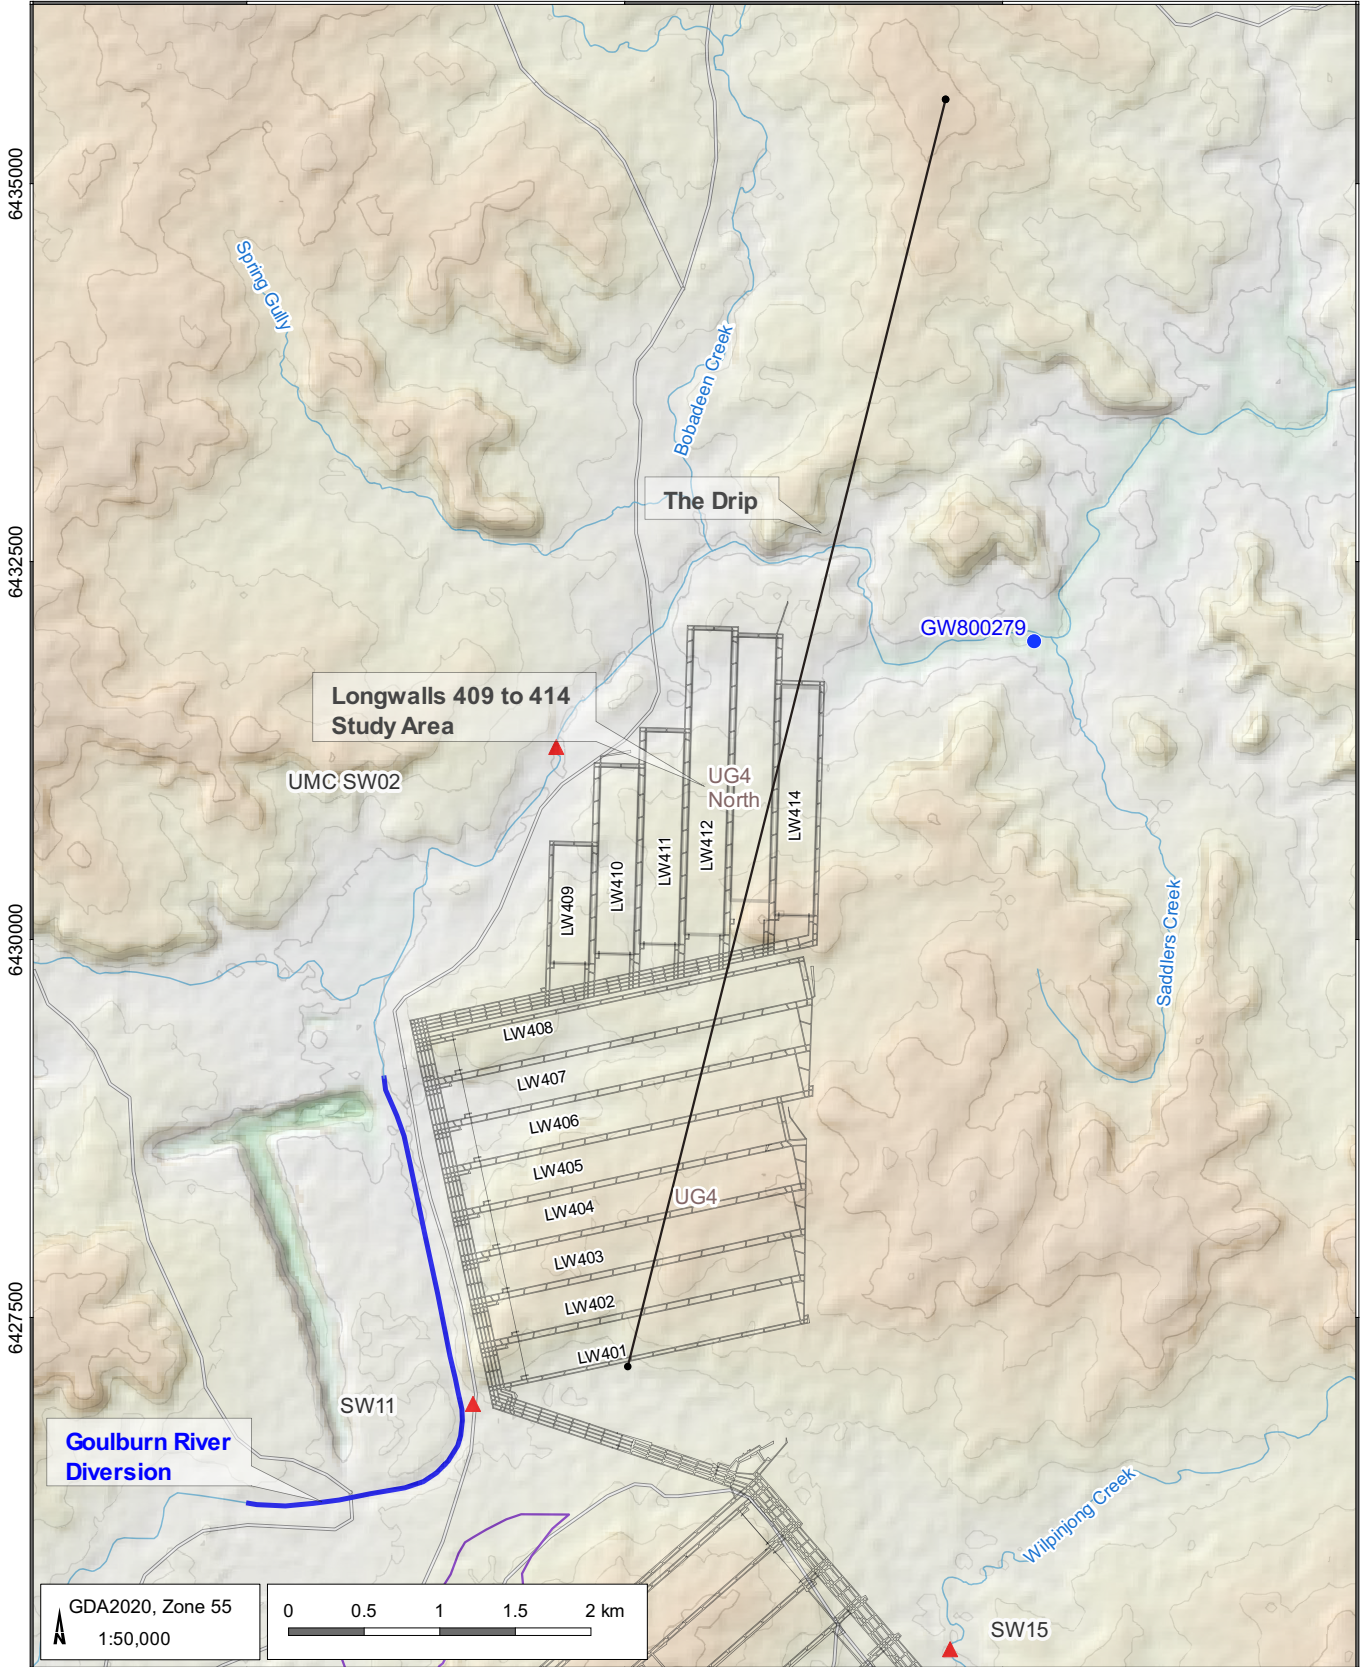 6435000
Spring Gully
Bobadeen Creek
The Drip
6432500
GW800279
Longwalls 409 to 414
Study Area
UG4
North
UMC SW02
LW414
LW412
LW411
LW410
LW409
6430000
Saddlers Creek
LW408
LW407
LW406
LW405
UG4
LW404
LW403
LW402
6427500
LW401
SW11
Goulburn River
Diversion
Wilpinjong Creek
GDA2020, Zone 55
N
1:50,000
0 0.5 1 1.5 2 km
SW15